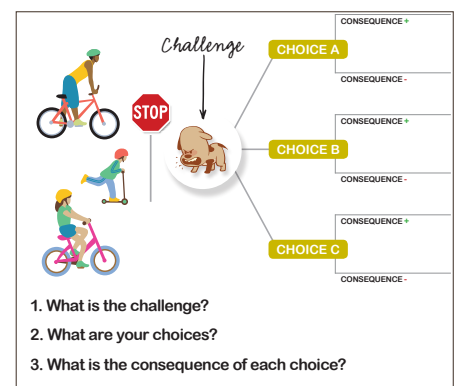 Challenge
STOP
CHOICE A
CONSEQUENCE +
CONSEQUENCE -
CHOICE B
CONSEQUENCE +
CONSEQUENCE -
CHOICE C
CONSEQUENCE +
CONSEQUENCE -
1. What is the challenge?
2. What are your choices?
3. What is the consequence of each choice?